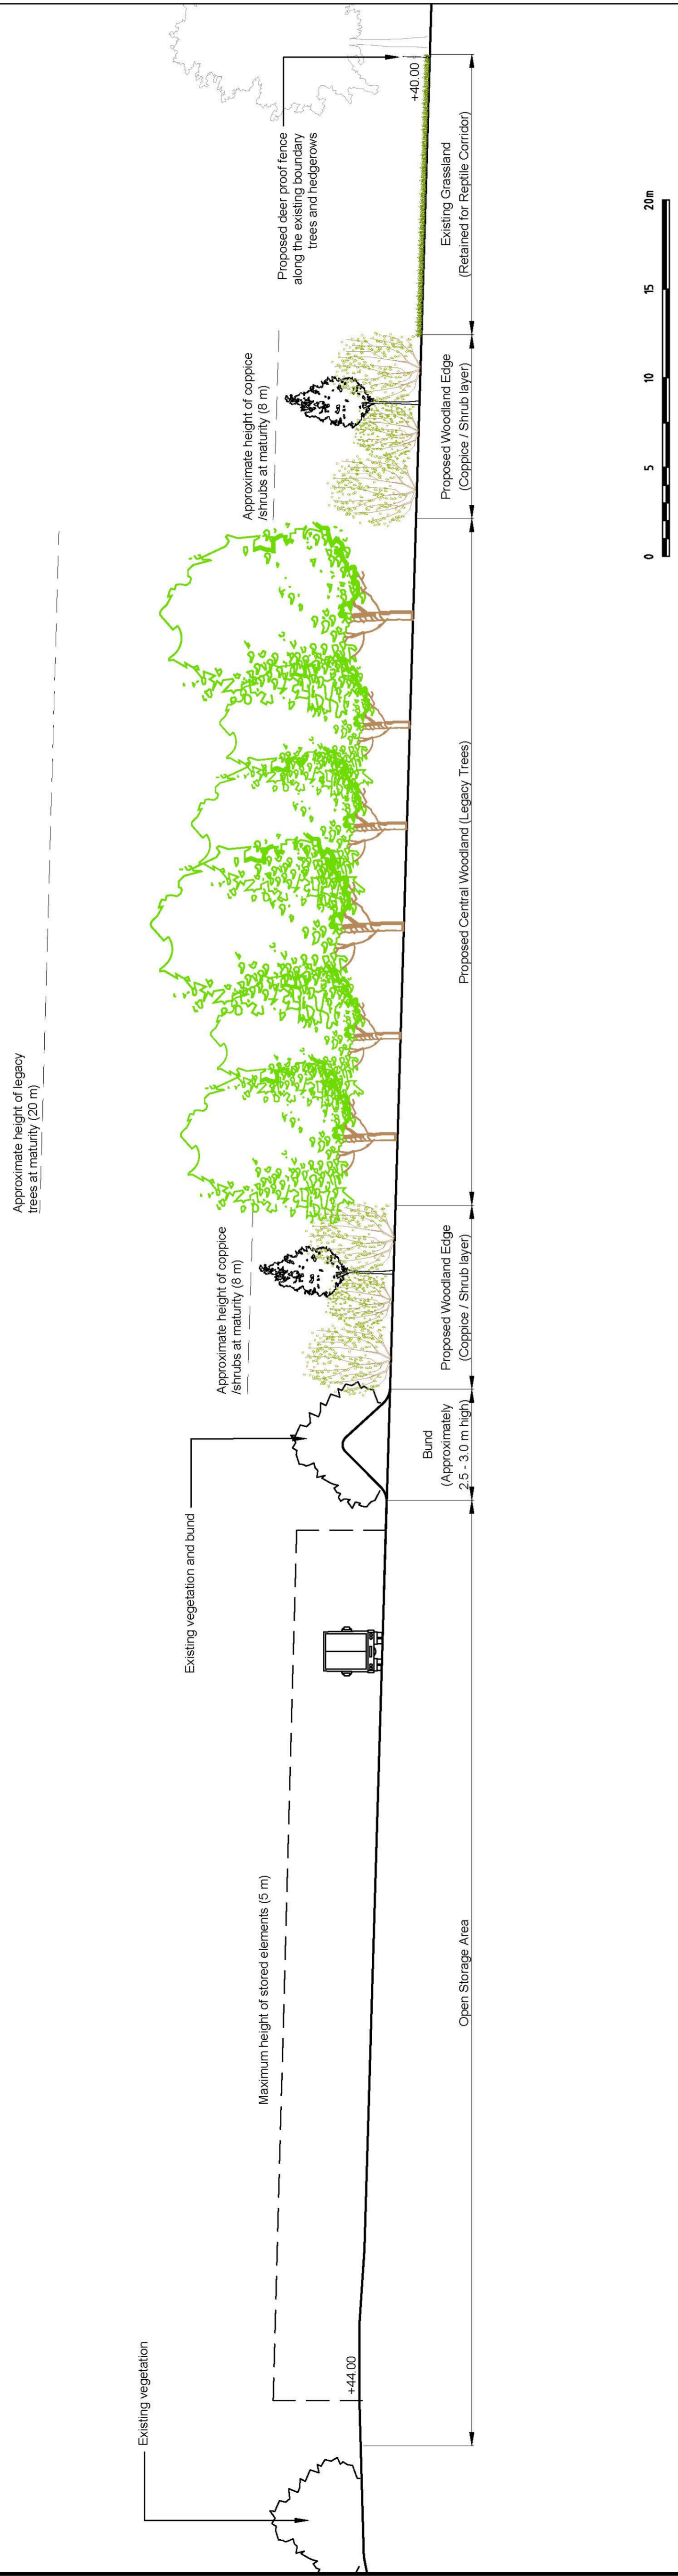 Existing vegetation
+44.00
Maximum height of stored elements (5 m)
Open Storage Area
Existing vegetation and bund
Bund
(Approximately
2.5 - 3.0 m high)
Approximate height of coppice
/shrubs at maturity (8 m)
Proposed Woodland Edge
(Coppice / Shrub layer)
Approximate height of legacy
trees at maturity (20 m)
Proposed Central Woodland (Legacy Trees)
Approximate height of coppice
/shrubs at maturity (8 m)
Proposed Woodland Edge
(Coppice / Shrub layer)
Proposed deer proof fence
along the existing boundary
trees and hedgerows
+40.00
Existing Grassland
(Retained for Reptile Corridor)
0 5 10 15 20m